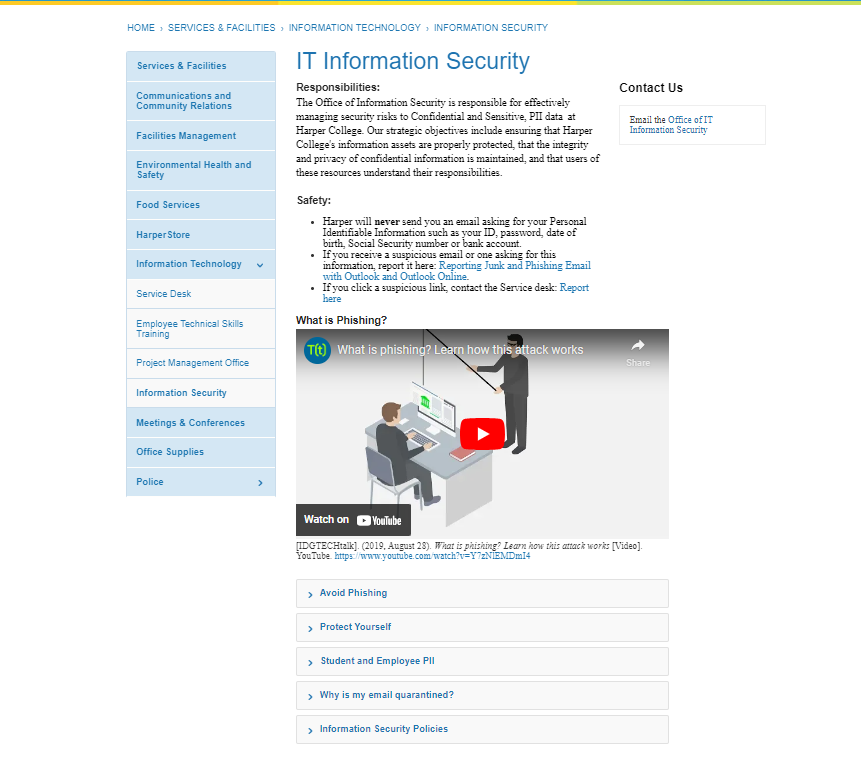 HOME › SERVICES & FACILITIES › INFORMATION TECHNOLOGY › INFORMATION SECURITY
Services & Facilities
Communications and
Community Relations
Facilities Management
Environmental Health and
Safety
Food Services
HarperStore
Information Technology
Service Desk
Employee Technical Skills
Training
Project Management Office
Information Security
Meetings & Conferences
Office Supplies
Police
IT Information Security
Responsibilities:
The Office of Information Security is responsible for effectively
managing security risks to Confidential and Sensitive, PII data at
Harper College. Our strategic objectives include ensuring that Harper
College's information assets are properly protected, that the integrity
and privacy of confidential information is maintained, and that users of
these resources understand their responsibilities.
Safety:
• Harper will never send you an email asking for your Personal
Identifiable Information such as your ID, password, date of
birth, Social Security number or bank account.
• If you receive a suspicious email or one asking for this
information, report it here: Reporting Junk and Phishing Email
with Outlook and Outlook Online.
• If you click a suspicious link, contact the Service desk: Report
here
What is Phishing?
T(t) What is phishing? Learn how this attack works
Share
Watch on YouTube
[IDGTECHtalk]. (2019, August 28). What is phishing? Learn how this attack works [Video].
YouTube. https://www.youtube.com/watch?v=Y7zNlEMDmI4
Avoid Phishing
Protect Yourself
Student and Employee PII
Why is my email quarantined?
Information Security Policies
Contact Us
Email the Office of IT
Information Security